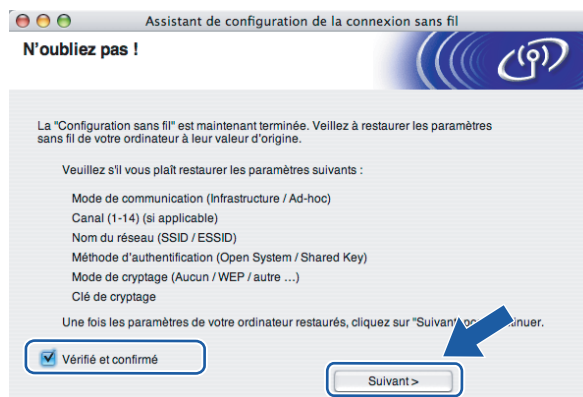 Assistant de configuration de la connexion sans fil
N'oubliez pas !
La "Configuration sans fil" est maintenant terminée. Veillez à restaurer les paramètres
sans fil de votre ordinateur à leur valeur d'origine.
Veuillez s'il vous plaît restaurer les paramètres suivants :
Mode de communication (Infrastructure / Ad-hoc)
Canal (1-14) (si applicable)
Nom du réseau (SSID / ESSID)
Méthode d'authentification (Open System / Shared Key)
Mode de cryptage (Aucun / WEP / autre ...)
Clé de cryptage
Une fois les paramètres de votre ordinateur restaurés, cliquez sur "Suivant
Vérifié et confirmé
Suivant >